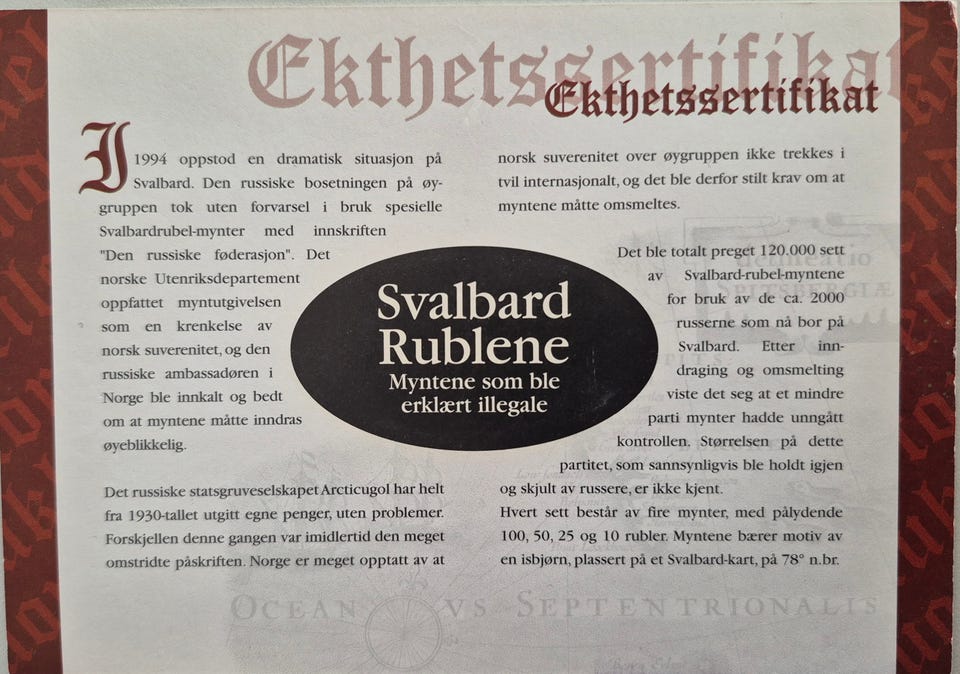 Ekthetssertifikat
Ekthetssertifikat
I 1994 oppstod en dramatisk situasjon på
Svalbard. Den russiske bosetningen på øy-
gruppen tok uten forvarsel i bruk spesielle
Svalbardrubel-mynter med innskriften
"Den russiske føderasjon". Det
norske Utenriksdepartement
oppfattet myntutgivelsen
som en krenkelse av
norsk suverenitet, og den
russiske ambassadøren i
Norge ble innkalt og bedt
om at myntene måtte inndras
øyeblikkelig.
Det russiske statsgruveselskapet Arcticugol har helt
fra 1930-tallet utgitt egne penger, uten problemer.
Forskjellen denne gangen var imidlertid den meget
omstridte påskriften. Norge er meget opptatt av at
Svalbard
Rublene
Myntene som ble
erklært illegale
norsk suverenitet over øygruppen ikke trekkes i
tvil internasjonalt, og det ble derfor stilt krav om at
myntene måtte omsmeltes.
Det ble totalt preget 120.000 sett
av Svalbard-rubel-myntene
for bruk av de ca. 2000
russerne som nå bor på
Svalbard. Etter inn-
draging og omsmelting
viste det seg at et mindre
parti mynter hadde unngått
kontrollen. Størrelsen på dette
partitet, som sannsynligvis ble holdt igjen
og skjult av russere, er ikke kjent.
Hvert sett består av fire mynter, med pålydende
100, 50, 25 og 10 rubler. Myntene bærer motiv av
en isbjørn, plassert på et Svalbard-kart, på 78° n.br.
delineatio
SPITSBERGIÆ
OCEAN VS SEPTENTRIONALIS